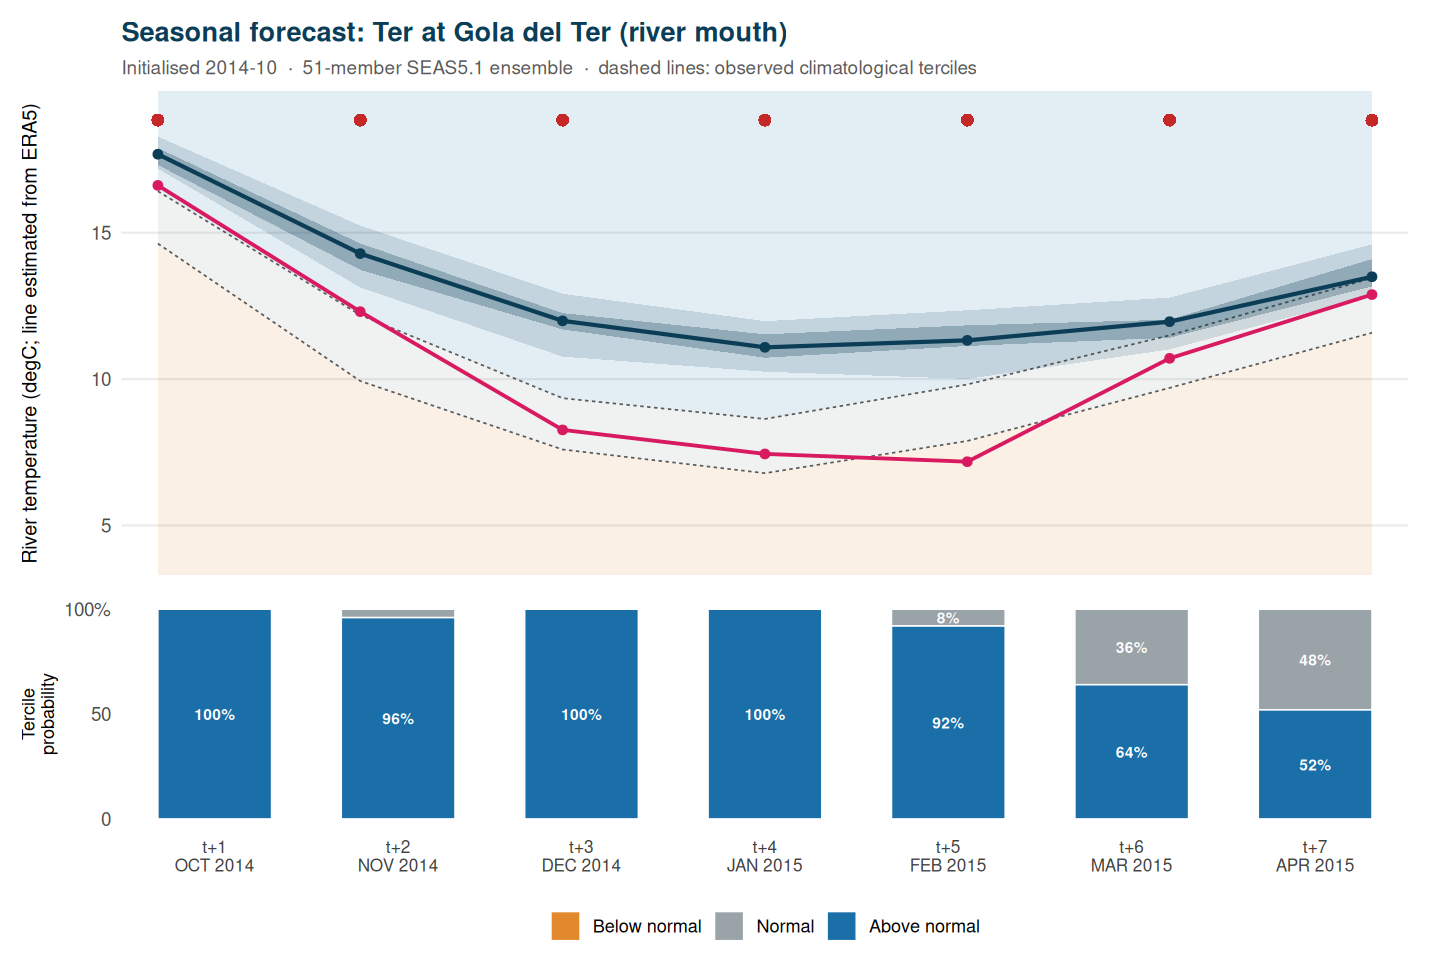 Seasonal forecast: Ter at Gola del Ter (river mouth)
Initialised 2014-10 · 51-member SEAS5.1 ensemble · dashed lines: observed climatological terciles
River temperature (degC; line estimated from ERA5)
15
10
5
Tercile
probability
100%
50
0
100%
96%
100%
100%
8%
92%
36%
64%
48%
52%
t+1
OCT 2014
t+2
NOV 2014
t+3
DEC 2014
t+4
JAN 2015
t+5
FEB 2015
t+6
MAR 2015
t+7
APR 2015
Below normal
Normal
Above normal